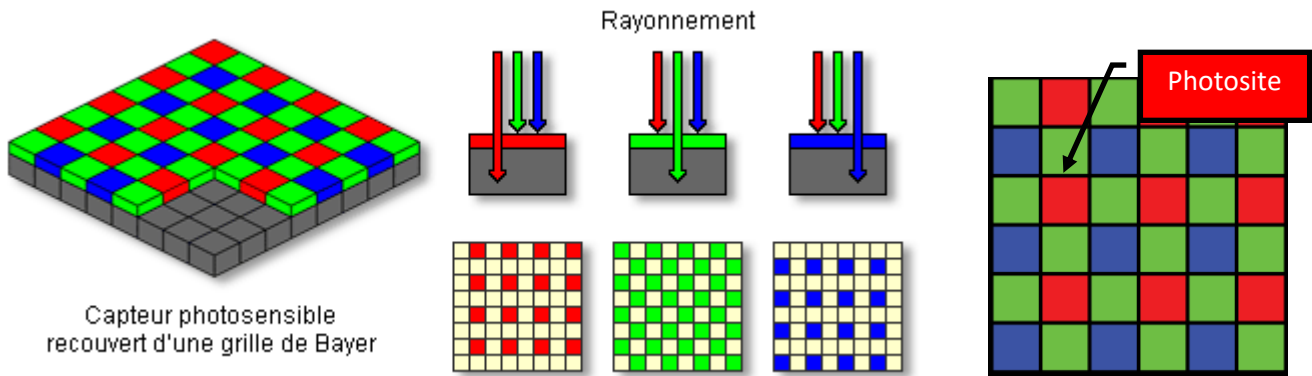 Rayonnement
Photosite
Capteur photosensible
recouvert d'une grille de Bayer